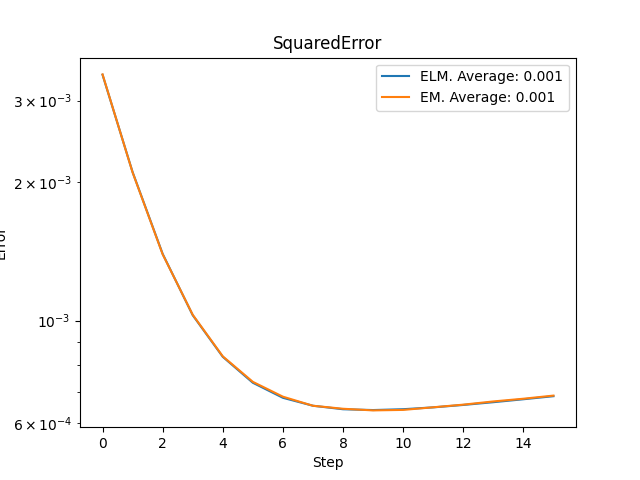 SquaredError
ELM. Average: 0.001
EM. Average: 0.001
3 × 10⁻³
2 × 10⁻³
10⁻³
6 × 10⁻⁴
Error
0 2 4 6 8 10 12 14
Step